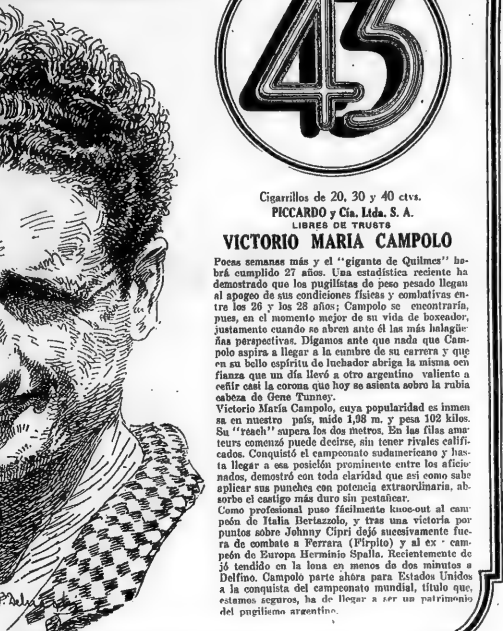 43
Cigarrillos de 20, 30 y 40 ctvs.
PICCARDO y Cía. Ltda. S. A.
LIBRES DE TRUSTS
VICTORIO MARIA CAMPOLO
Pocas semanas más y el "gigante de Quilmes" ha-
brá cumplido 27 años. Una estadística reciente ha
demostrado que los pugilistas de peso pesado llegan
al apogeo de sus condiciones físicas y combativas en-
tre los 26 y los 28 años; Campolo se encontraría,
pues, en el momento mejor de su vida de boxeador,
justamente cuando se abren ante él las más halagüe-
ñas perspectivas. Digamos ante que nada que Cam-
polo aspira a llegar a la cumbre de su carrera y que
en su bello espíritu de luchador abriga la misma con
fianza que un día llevó a otro argentino valiente a
ceñir casi la corona que hoy se asienta sobre la rubia
cabeza de Gene Tunney.
Victorio María Campolo, cuya popularidad es inmen
sa en nuestro país, mide 1,98 m. y pesa 102 kilos.
Su "reach" supera los dos metros. En las filas ama-
teurs comenzó puede decirse, sin tener rivales califi-
cados. Conquistó el campeonato sudamericano y has-
ta llegar a esa posición prominente entre los aficio-
nados, demostró con toda claridad que así como sabe
aplicar sus punches con potencia extraordinaria, ab-
sorbe el castigo más duro sin pestañear.
Como profesional puso fácilmente knoc-out al cam-
peón de Italia Bertazzolo, y tras una victoria por
puntos sobre Johnny Cipri dejó sucesivamente fue-
ra de combate a Ferrara (Firpito) y al ex - cam-
peón de Europa Herminio Spalla. Recientemente de
jó tendido en la lona en menos de dos minutos a
Delfino. Campolo parte ahora para Estados Unidos
a la conquista del campeonato mundial, título que,
estamos seguros, ha de llegar a ser un patrimonio
del pugilismo argentino.